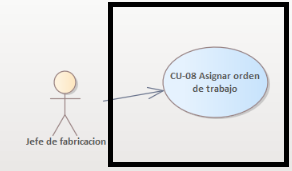 CU-08 Asignar orden
de trabajo
Jefe de fabricacion